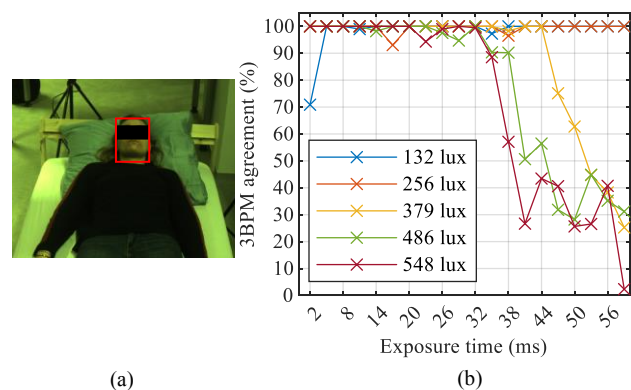 100
90
80
70
60
50
40
30
20
10
0
3BPM agreement (%)
132 lux
256 lux
379 lux
486 lux
548 lux
2 8 14 20 26 32 38 44 50 56
Exposure time (ms)
(a) (b)